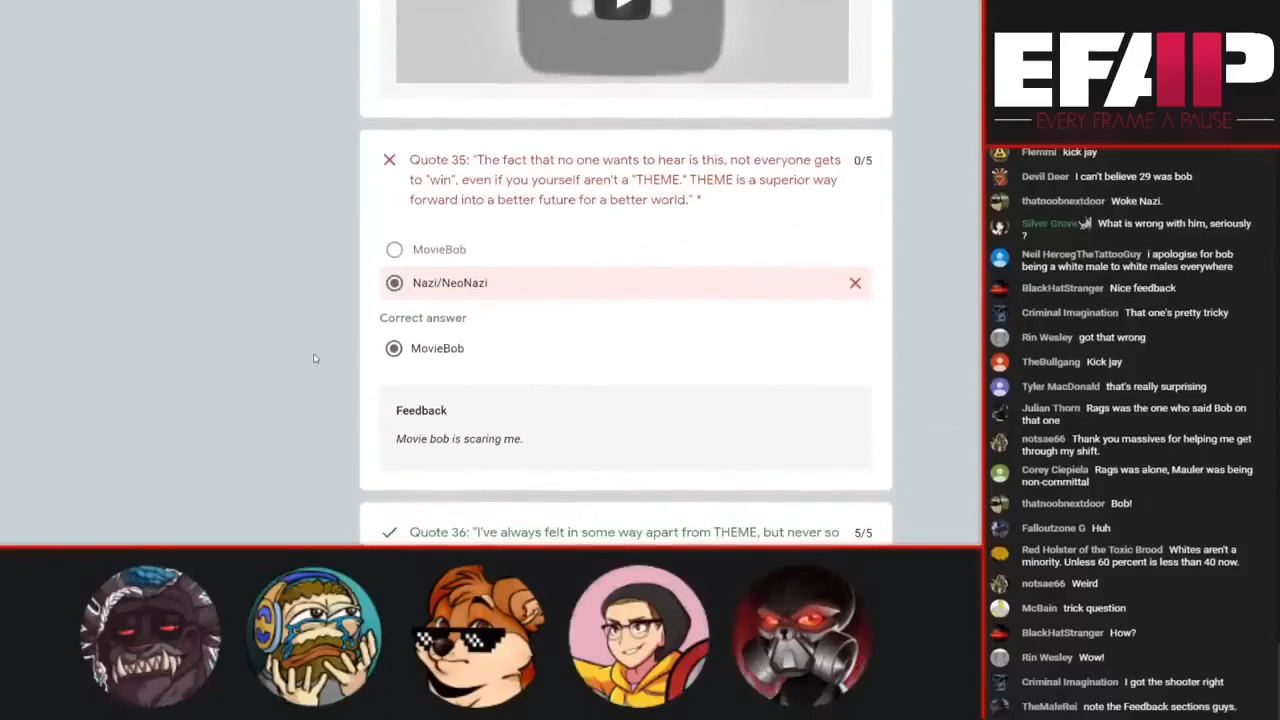 Quote 35: "The fact that no one wants to hear is this, not everyone gets 0/5
to "win", even if you yourself aren't a "THEME." THEME is a superior way
forward into a better future for a better world." *
MovieBob
Nazi/NeoNazi
Correct answer
MovieBob
Feedback
Movie bob is scaring me.
Quote 36: "I've always felt in some way apart from THEME, but never so 5/5
EFAP
EVERY FRAME A PAUSE
Flemmi kick jay
Devil Deer I can't believe 29 was bob
thatnoobnextdoor Woke Nazi.
Silver Grove What is wrong with him, seriously
?
Neil HercegTheTattooGuy i apologise for bob
being a white male to white males everywhere
BlackHatStranger Nice feedback
Criminal Imagination That one's pretty tricky
Rin Wesley got that wrong
TheBullgang Kick jay
Tyler MacDonald that's really surprising
Julian Thorn Rags was the one who said Bob on
that one
notsae66 Thank you massives for helping me get
through my shift.
Corey Ciepiela Rags was alone, Mauler was being
non-committal
thatnoobnextdoor Bob!
Falloutzone G Huh
Red Holster of the Toxic Brood Whites aren't a
minority. Unless 60 percent is less than 40 now.
notsae66 Weird
McBain trick question
BlackHatStranger How?
Rin Wesley Wow!
Criminal Imagination I got the shooter right
TheMaleRei note the Feedback sections guys.